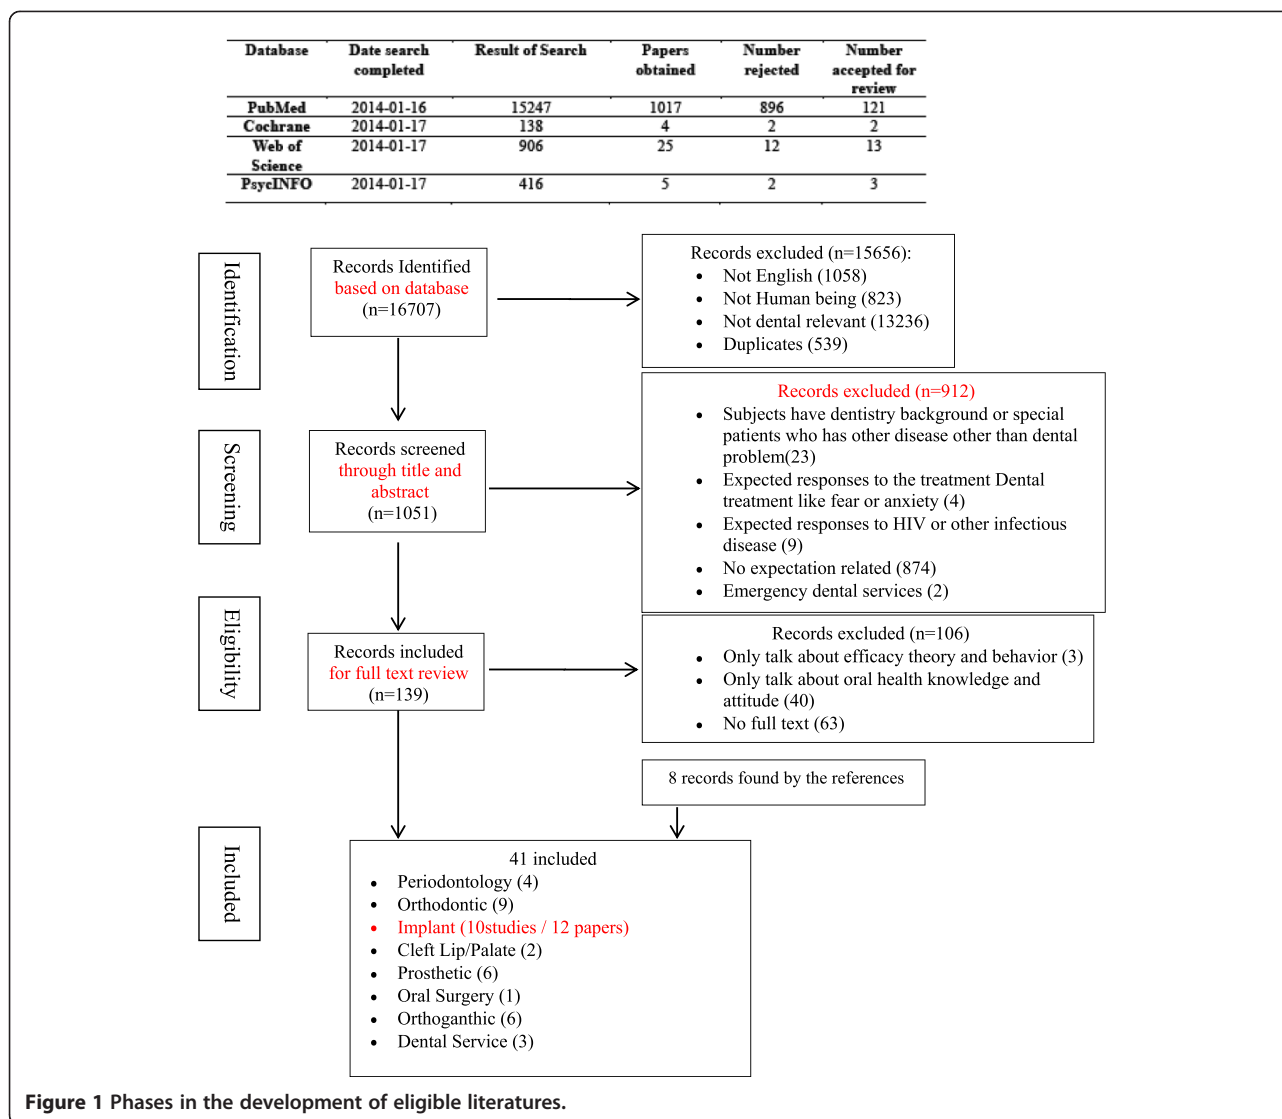 Database Date search Result of Search Papers Number Number
completed obtained rejected accepted for
review
PubMed 2014-01-16 15247 1017 896 121
Cochrane 2014-01-17 138 4 2 2
Web of 2014-01-17 906 25 12 13
Science
PsycINFO 2014-01-17 416 5 2 3
Identification
Records Identified
based on database
(n=16707)
Records excluded (n=15656):
• Not English (1058)
• Not Human being (823)
• Not dental relevant (13236)
• Duplicates (539)
Screening
Records screened
through title and
abstract
(n=1051)
Records excluded (n=912)
• Subjects have dentistry background or special
patients who has other disease other than dental
problem(23)
• Expected responses to the treatment Dental
treatment like fear or anxiety (4)
• Expected responses to HIV or other infectious
disease (9)
• No expectation related (874)
• Emergency dental services (2)
Eligibility
Records included
for full text review
(n=139)
Records excluded (n=106)
• Only talk about efficacy theory and behavior (3)
• Only talk about oral health knowledge and
attitude (40)
• No full text (63)
8 records found by the references
Included
41 included
• Periodontology (4)
• Orthodontic (9)
• Implant (10studies / 12 papers)
• Cleft Lip/Palate (2)
• Prosthetic (6)
• Oral Surgery (1)
• Orthoganthic (6)
• Dental Service (3)
Figure 1 Phases in the development of eligible literatures.